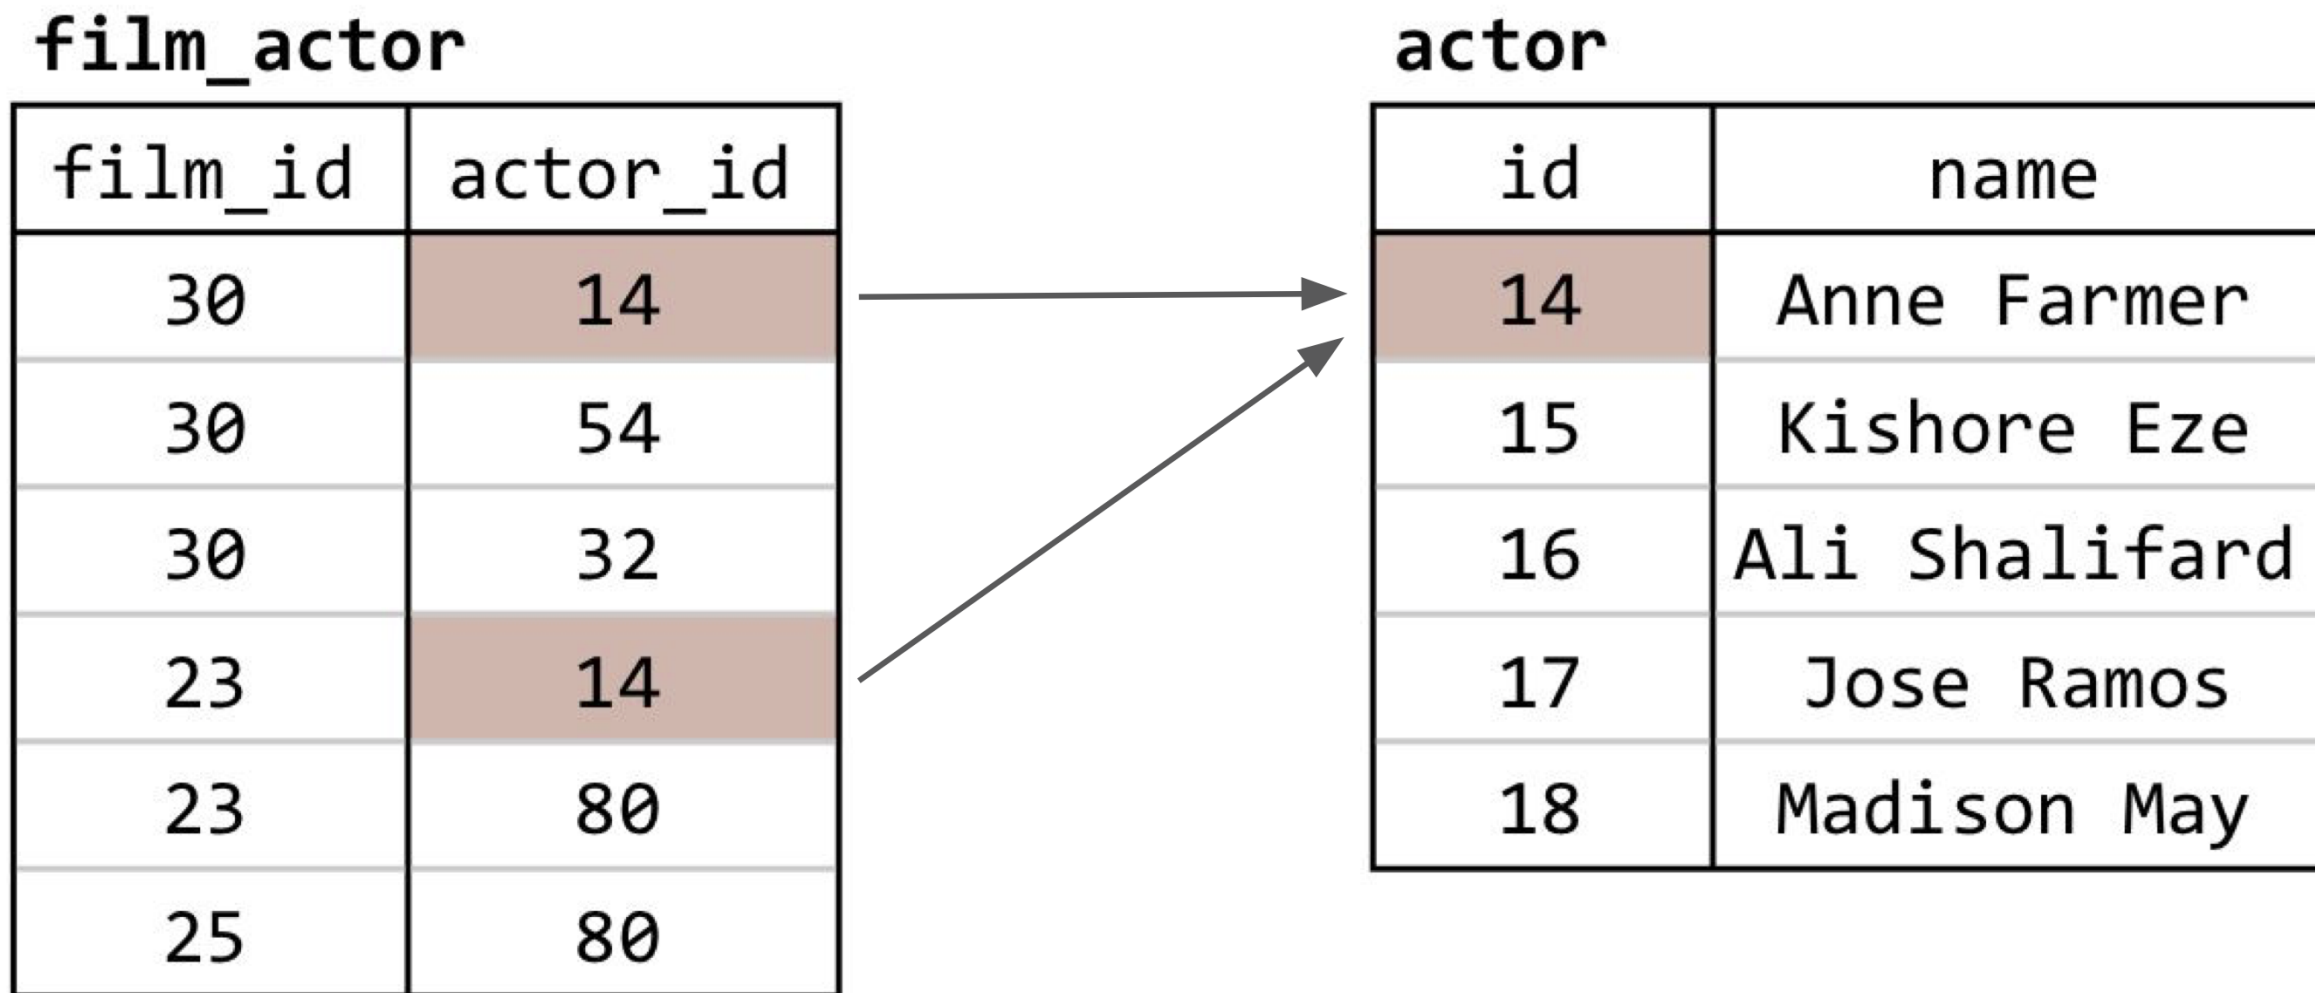 film_actor
film_id actor_id
30 14
30 54
30 32
23 14
23 80
25 80
actor
id name
14 Anne Farmer
15 Kishore Eze
16 Ali Shalifard
17 Jose Ramos
18 Madison May